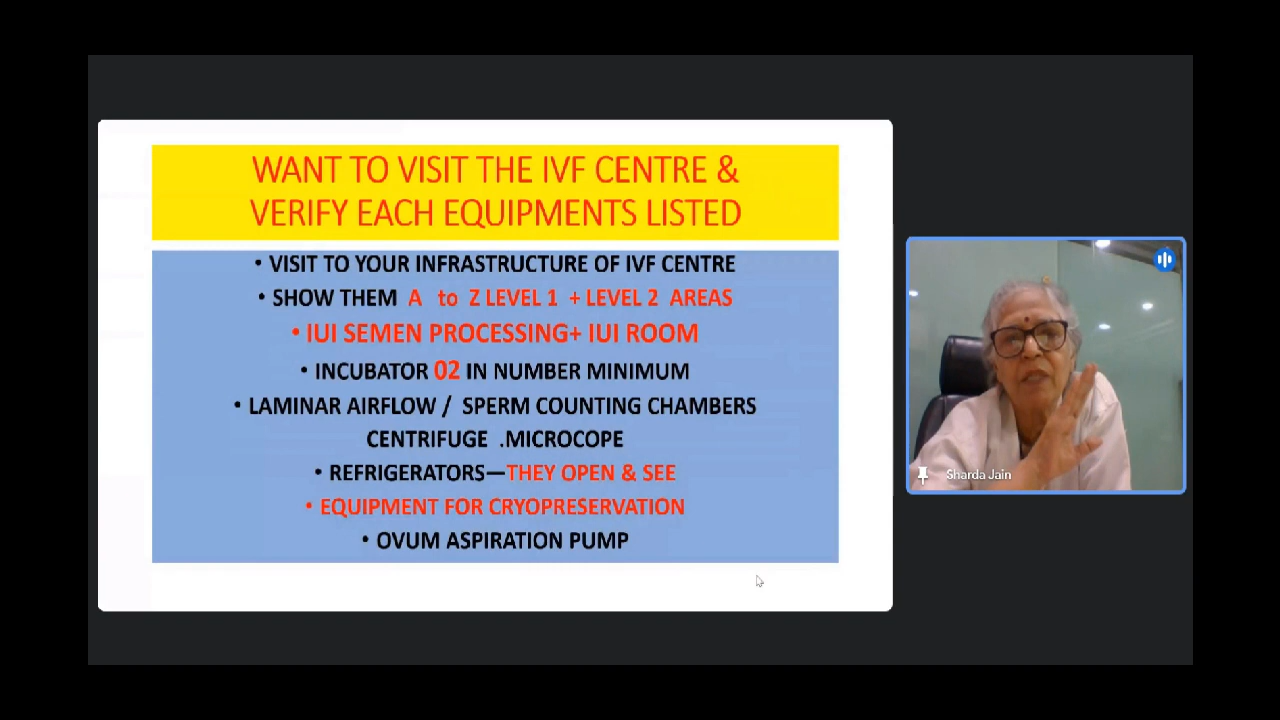 WANT TO VISIT THE IVF CENTRE &
VERIFY EACH EQUIPMENTS LISTED
• VISIT TO YOUR INFRASTRUCTURE OF IVF CENTRE
• SHOW THEM A to Z LEVEL 1 + LEVEL 2 AREAS
• IUI SEMEN PROCESSING+ IUI ROOM
• INCUBATOR 02 IN NUMBER MINIMUM
• LAMINAR AIRFLOW / SPERM COUNTING CHAMBERS
CENTRIFUGE .MICROCOPE
• REFRIGERATORS—THEY OPEN & SEE
• EQUIPMENT FOR CRYOPRESERVATION
• OVUM ASPIRATION PUMP
Sharda Jain